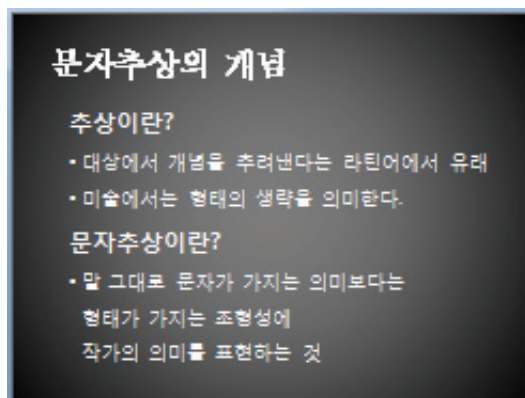 문자추상의 개념
추상이란?
• 대상에서 개념을 추려낸다는 라틴어에서 유래
• 미술에서는 형태의 생략을 의미한다.
문자추상이란?
• 말 그대로 문자가 가지는 의미보다는
형태가 가지는 조형성에
작가의 의미를 표현하는 것